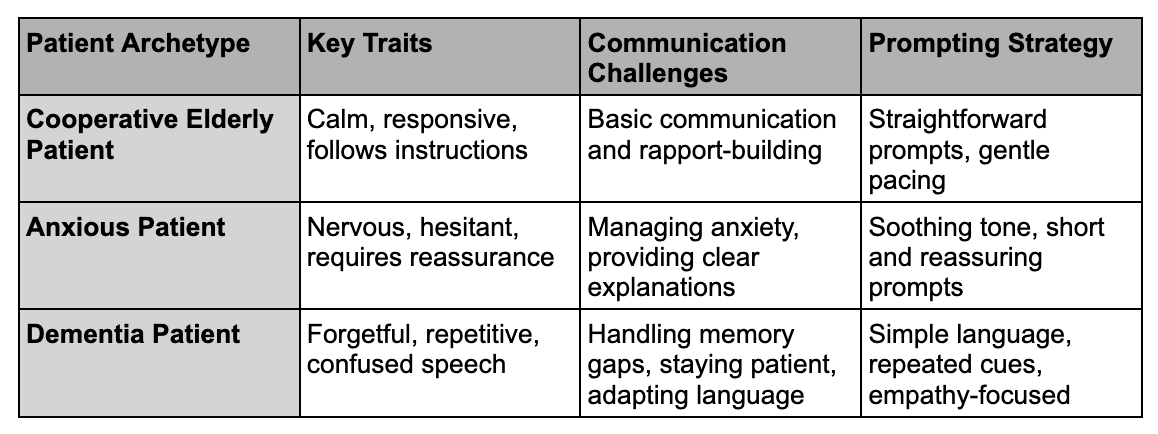 Patient Archetype
Key Traits
Communication
Challenges
Prompting Strategy
Cooperative Elderly
Patient
Calm, responsive,
follows instructions
Basic communication
and rapport-building
Straightforward
prompts, gentle
pacing
Anxious Patient
Nervous, hesitant,
requires reassurance
Managing anxiety,
providing clear
explanations
Soothing tone, short
and reassuring
prompts
Dementia Patient
Forgetful, repetitive,
confused speech
Handling memory
gaps, staying patient,
adapting language
Simple language,
repeated cues,
empathy-focused